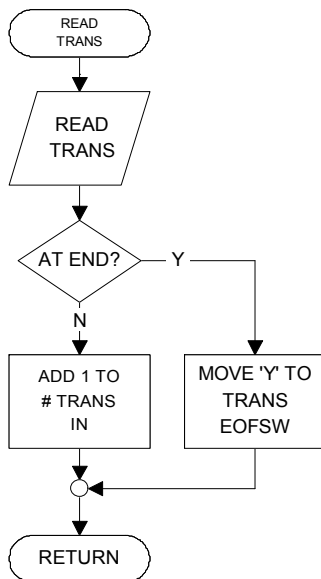 READ
TRANS
READ
TRANS
AT END?
Y
N
ADD 1 TO
# TRANS
IN
MOVE 'Y' TO
TRANS
EOFSW
RETURN